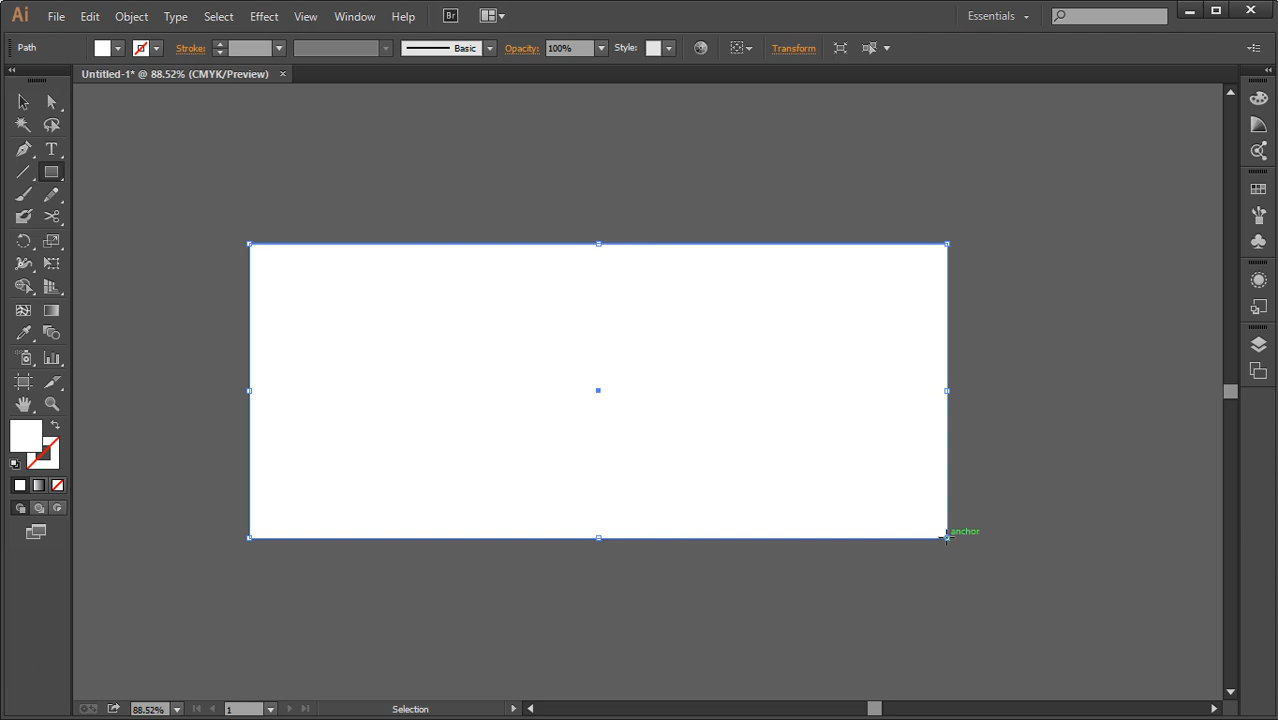 Ai File Edit Object Type Select Effect View Window Help Br Essentials
Path Stroke: Basic Opacity: 100% Style: Transform
Untitled-1* @ 88.52% (CMYK/Preview) ×
T
anchor
88.52% 1 Selection